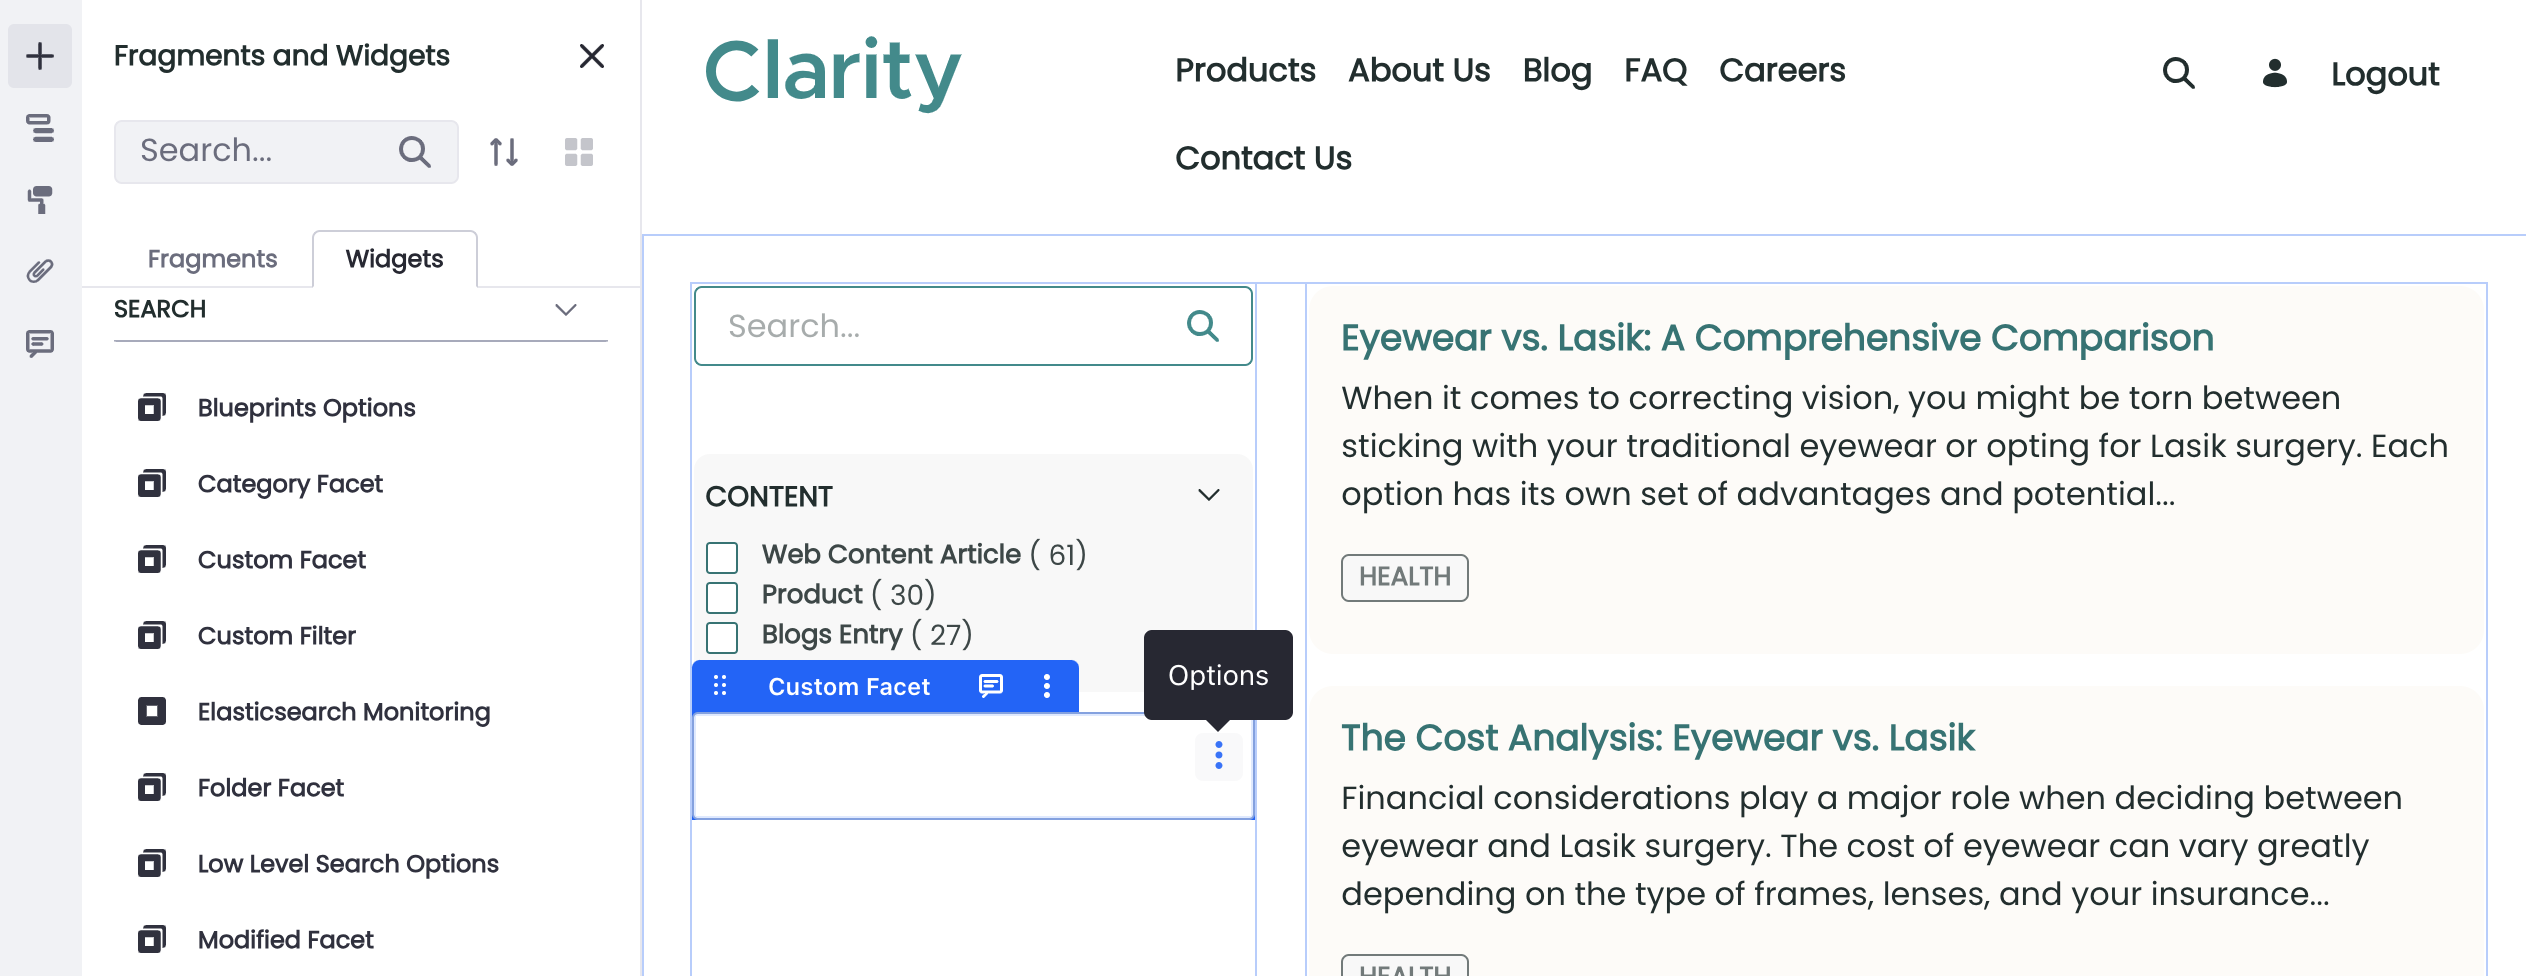 Fragments and Widgets
Search...
Fragments
Widgets
SEARCH
Blueprints Options
Category Facet
Custom Facet
Custom Filter
Elasticsearch Monitoring
Folder Facet
Low Level Search Options
Modified Facet
Clarity
Products
About Us
Blog
FAQ
Careers
Contact Us
Logout
Search...
CONTENT
Web Content Article ( 61)
Product ( 30)
Blogs Entry ( 27)
Custom Facet
Options
Eyewear vs. Lasik: A Comprehensive Comparison
When it comes to correcting vision, you might be torn between
sticking with your traditional eyewear or opting for Lasik surgery. Each
option has its own set of advantages and potential...
HEALTH
The Cost Analysis: Eyewear vs. Lasik
Financial considerations play a major role when deciding between
eyewear and Lasik surgery. The cost of eyewear can vary greatly
depending on the type of frames, lenses, and your insurance...
HEALTH